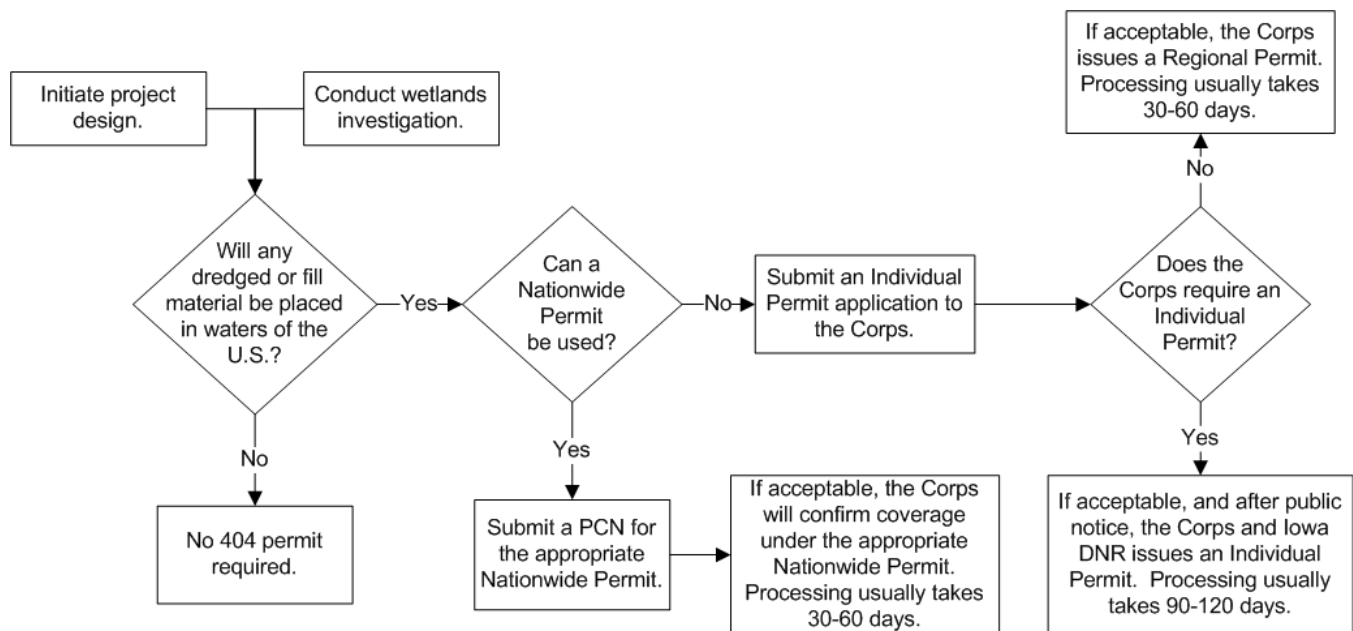 Initiate project
design.
Conduct wetlands
investigation.
Will any
dredged or fill
material be placed
in waters of the
U.S.?
Yes
No
No 404 permit
required.
Can a
Nationwide
Permit
be used?
Yes
Submit a PCN for
the appropriate
Nationwide Permit.
If acceptable, the Corps
will confirm coverage
under the appropriate
Nationwide Permit.
Processing usually takes
30-60 days.
No
Submit an Individual
Permit application to
the Corps.
Does the
Corps require an
Individual
Permit?
No
If acceptable, the Corps
issues a Regional Permit.
Processing usually takes
30-60 days.
Yes
If acceptable, and after public
notice, the Corps and Iowa
DNR issues an Individual
Permit.  Processing usually
takes 90-120 days.